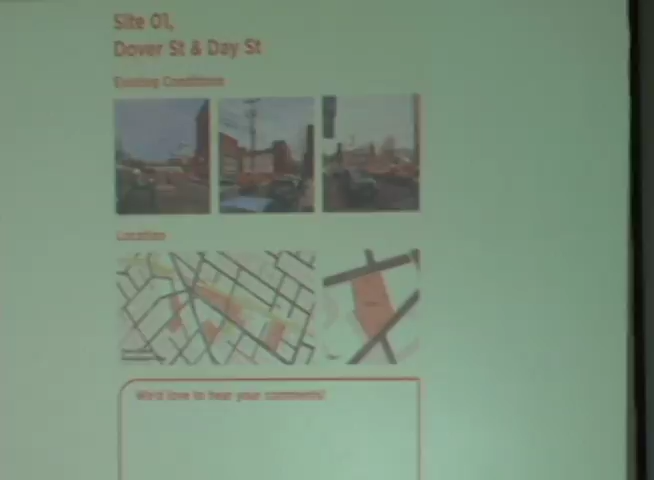 Site 01,
Dover St & Day St
Existing Conditions
Location
We'd love to hear your comments!